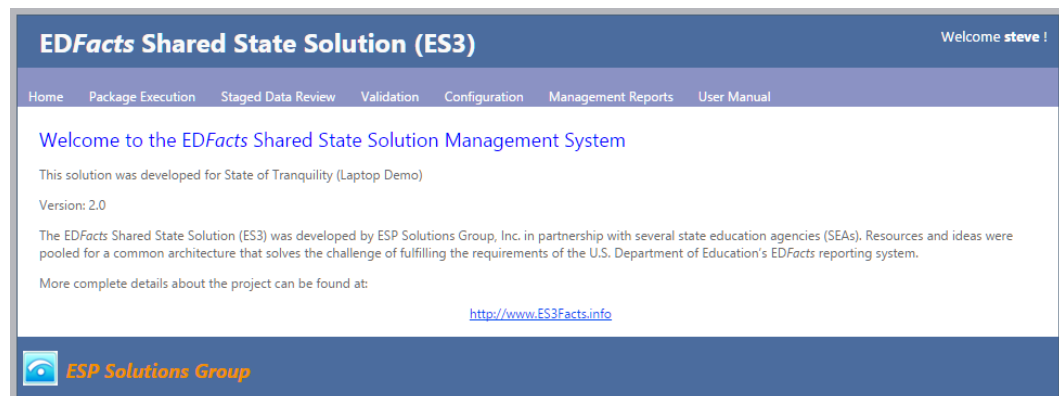 EDFacts Shared State Solution (ES3)
Welcome steve !
Home Package Execution Staged Data Review Validation Configuration Management Reports User Manual
Welcome to the EDFacts Shared State Solution Management System
This solution was developed for State of Tranquility (Laptop Demo)
Version: 2.0
The EDFacts Shared State Solution (ES3) was developed by ESP Solutions Group, Inc. in partnership with several state education agencies (SEAs). Resources and ideas were
pooled for a common architecture that solves the challenge of fulfilling the requirements of the U.S. Department of Education's EDFacts reporting system.
More complete details about the project can be found at:
http://www.ES3Facts.info
ESP Solutions Group